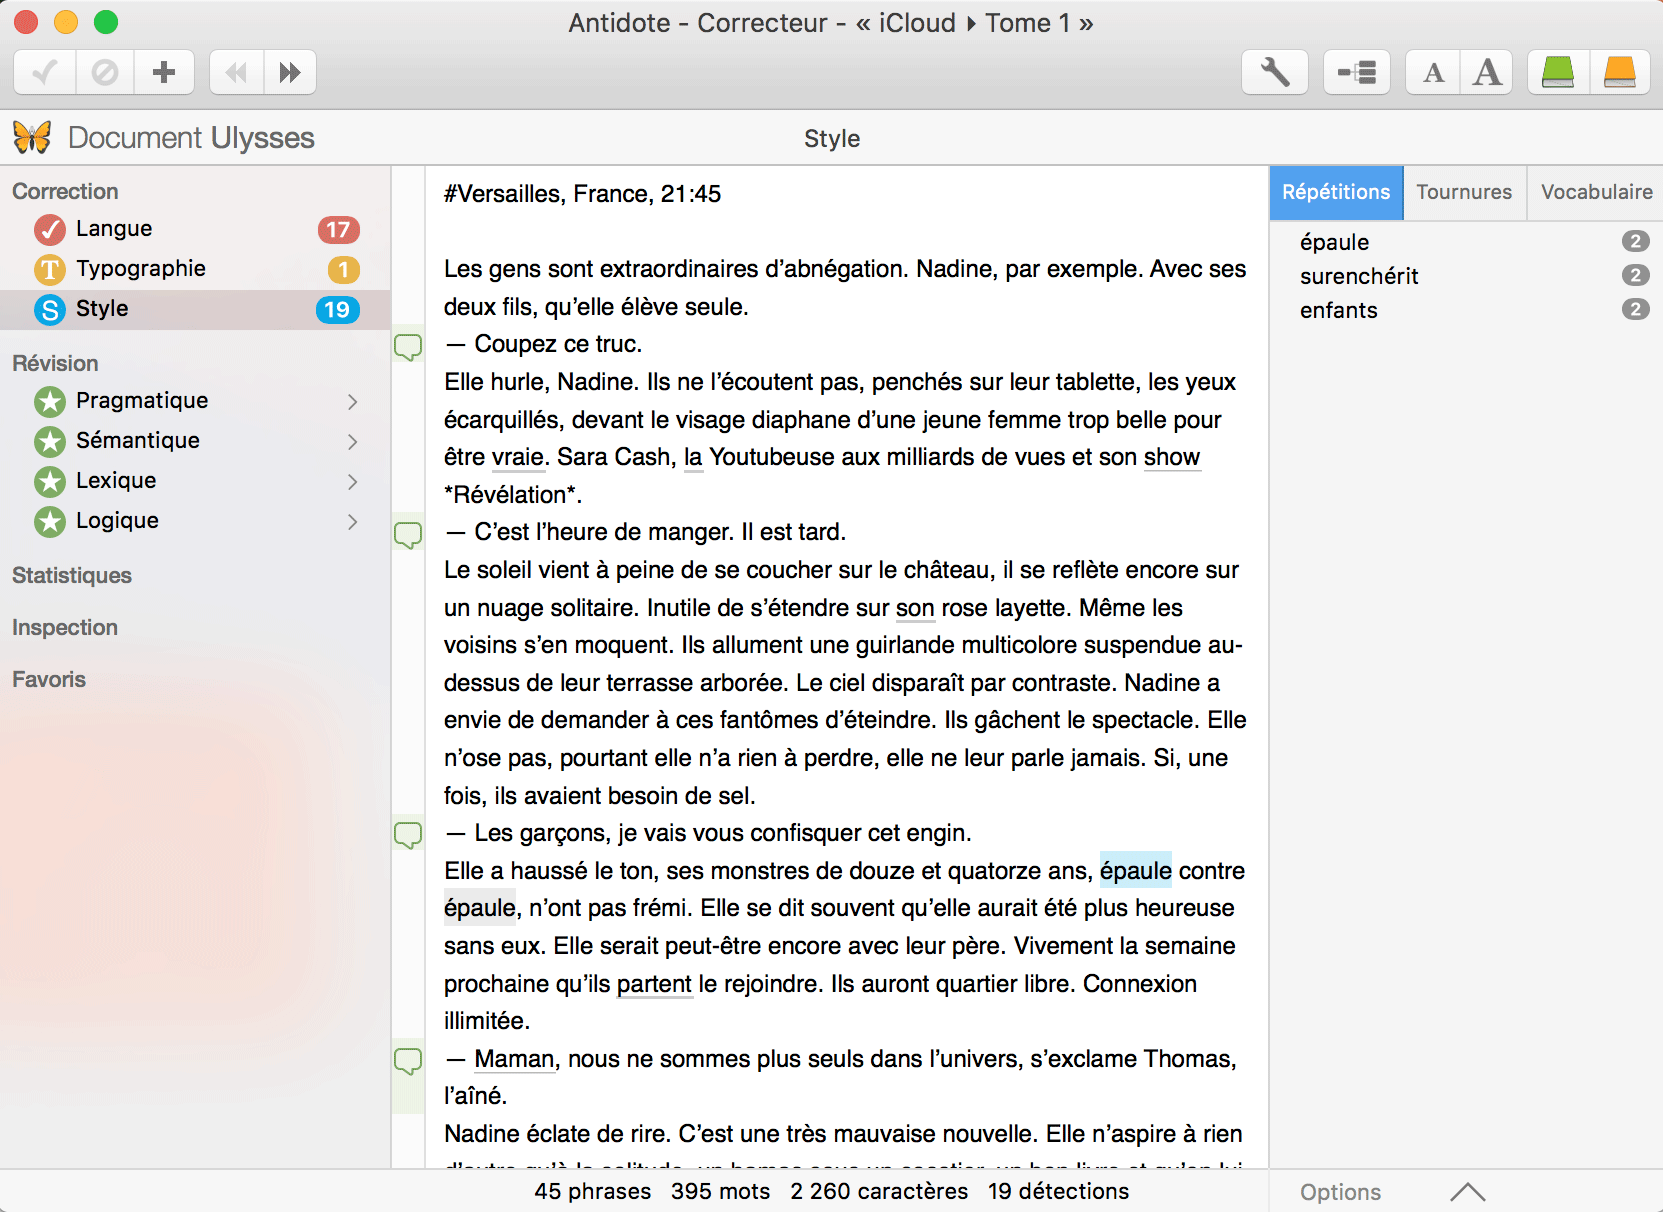 Antidote - Correcteur - « iCloud ▸ Tome 1 »
A A
Document Ulysses
Style
Correction
Langue 17
Typographie 1
Style 19
Révision
Pragmatique
Sémantique
Lexique
Logique
Statistiques
Inspection
Favoris
#Versailles, France, 21:45
Les gens sont extraordinaires d’abnégation. Nadine, par exemple. Avec ses
deux fils, qu’elle élève seule.
— Coupez ce truc.
Elle hurle, Nadine. Ils ne l’écoutent pas, penchés sur leur tablette, les yeux
écarquillés, devant le visage diaphane d’une jeune femme trop belle pour
être vraie. Sara Cash, la Youtubeuse aux milliards de vues et son show
*Révélation*.
— C’est l’heure de manger. Il est tard.
Le soleil vient à peine de se coucher sur le château, il se reflète encore sur
un nuage solitaire. Inutile de s’étendre sur son rose layette. Même les
voisins s’en moquent. Ils allument une guirlande multicolore suspendue au-
dessus de leur terrasse arborée. Le ciel disparaît par contraste. Nadine a
envie de demander à ces fantômes d’éteindre. Ils gâchent le spectacle. Elle
n’ose pas, pourtant elle n’a rien à perdre, elle ne leur parle jamais. Si, une
fois, ils avaient besoin de sel.
— Les garçons, je vais vous confisquer cet engin.
Elle a haussé le ton, ses monstres de douze et quatorze ans, épaule contre
épaule, n’ont pas frémi. Elle se dit souvent qu’elle aurait été plus heureuse
sans eux. Elle serait peut-être encore avec leur père. Vivement la semaine
prochaine qu’ils partent le rejoindre. Ils auront quartier libre. Connexion
illimitée.
— Maman, nous ne sommes plus seuls dans l’univers, s’exclame Thomas,
l’aîné.
Nadine éclate de rire. C’est une très mauvaise nouvelle. Elle n’aspire à rien
Répétitions Tournures Vocabulaire
épaule 2
surenchérit 2
enfants 2
45 phrases 395 mots 2 260 caractères 19 détections
Options